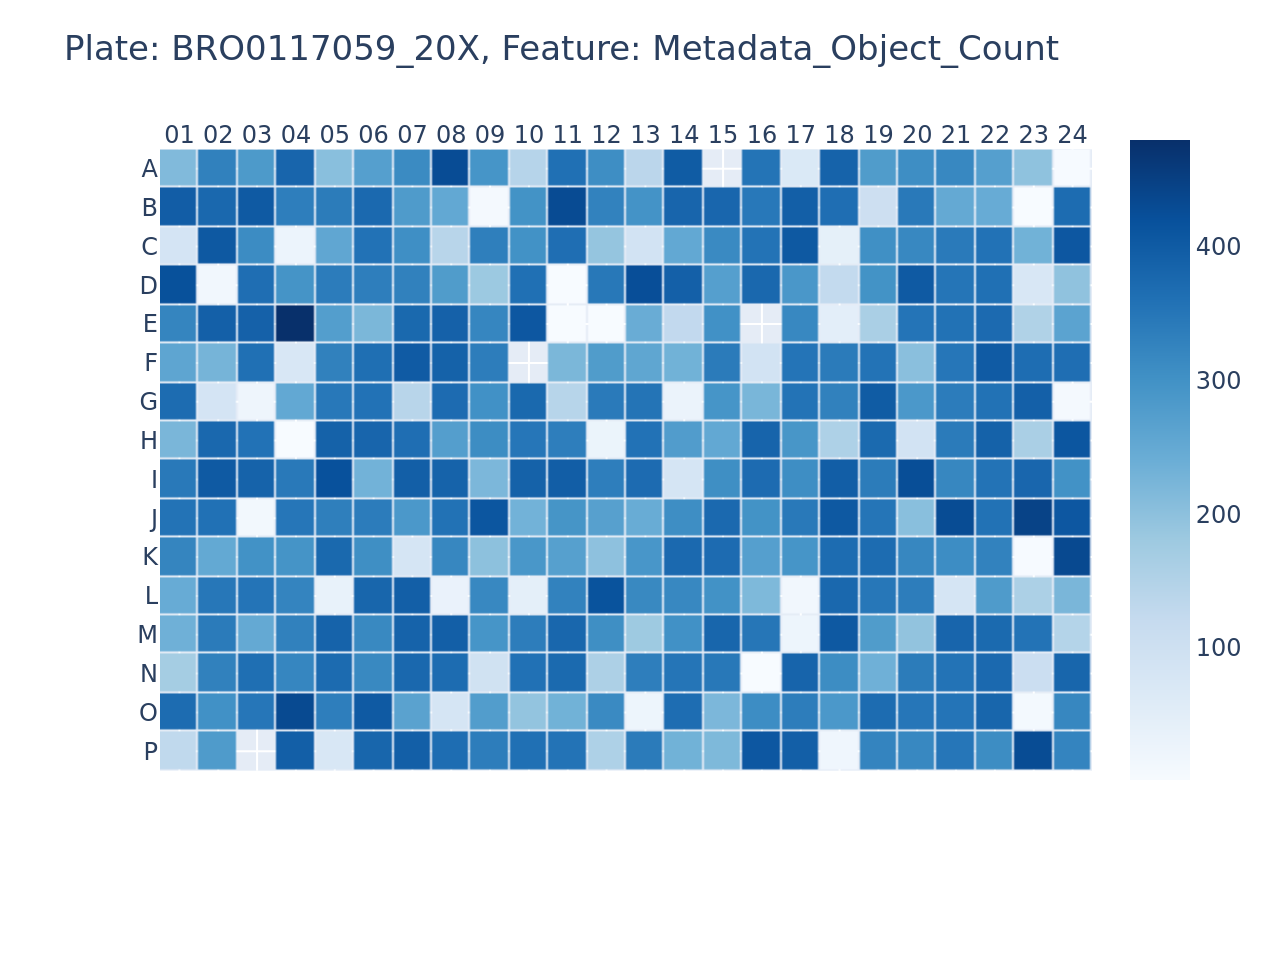 Plate: BRO0117059_20X, Feature: Metadata_Object_Count
01 02 03 04 05 06 07 08 09 10 11 12 13 14 15 16 17 18 19 20 21 22 23 24
A
B
C
D
E
F
G
H
I
J
K
L
M
N
O
P
400
300
200
100